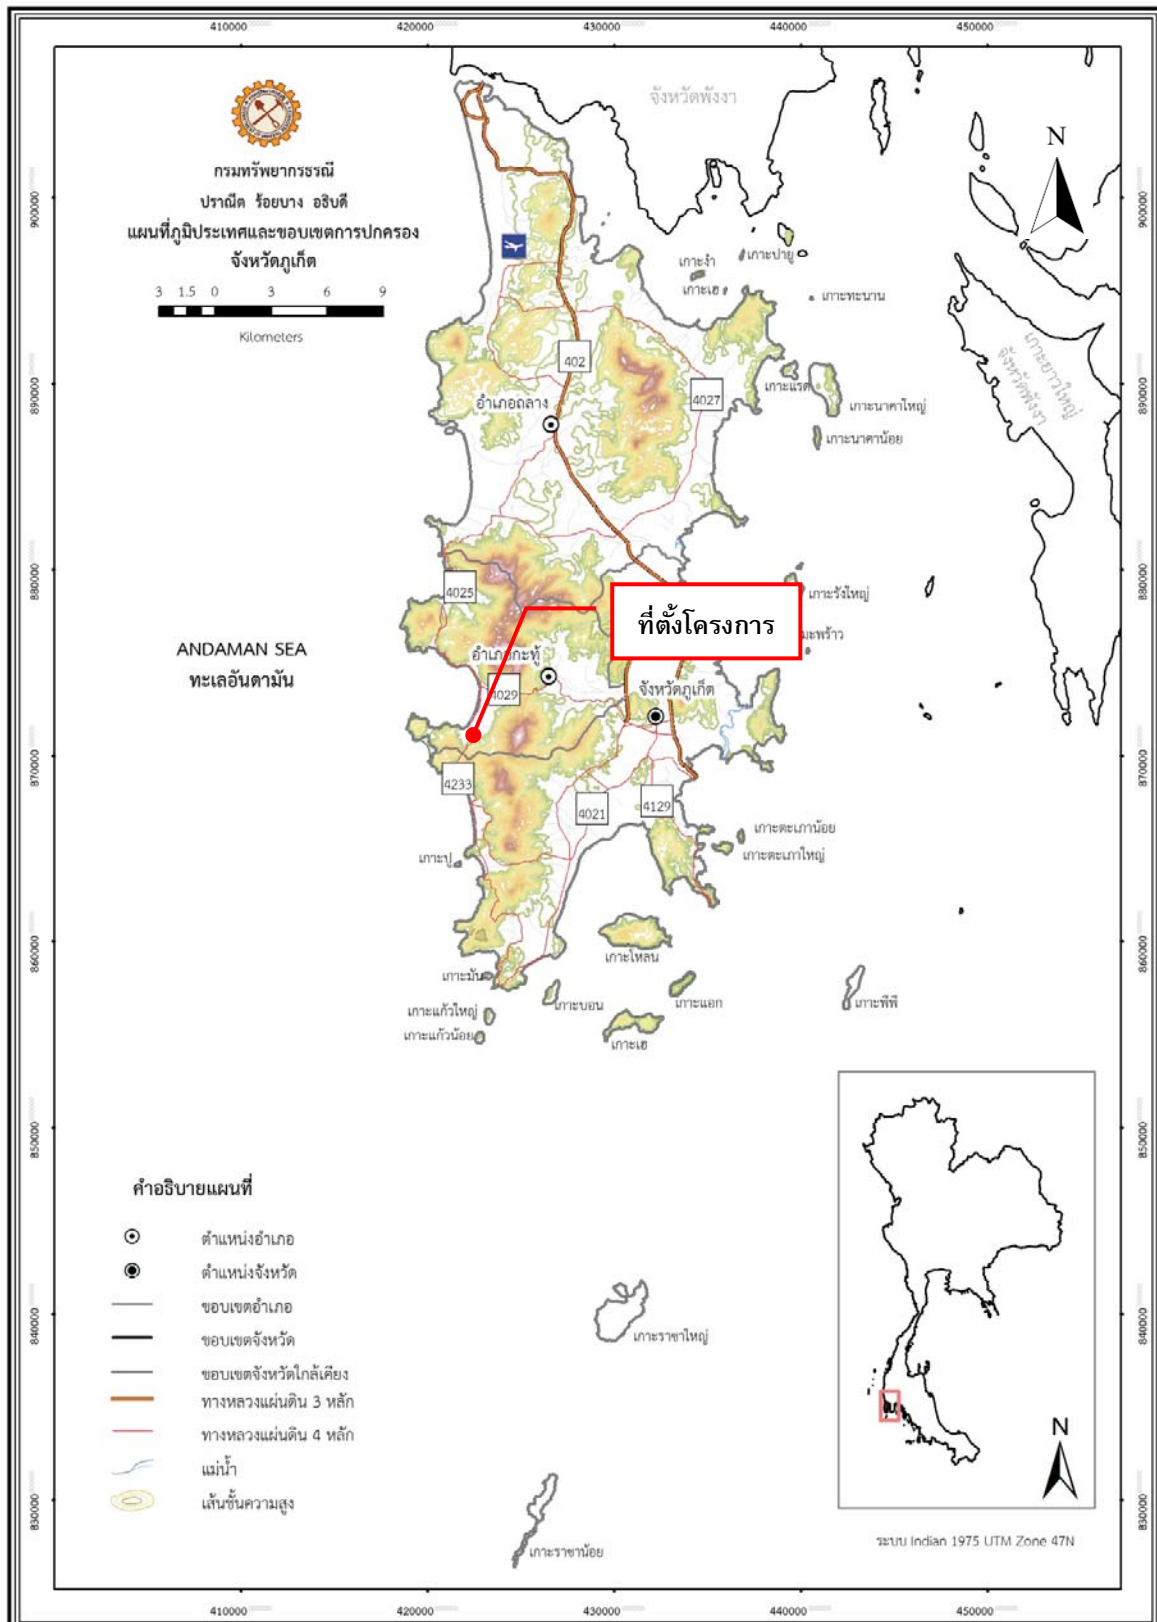 410000
420000
430000
440000
450000
กรมทรัพยากรธรณี
ปราณีต ร้อยบาง อธิบดี
แผนที่ภูมิประเทศและขอบเขตการปกครอง
จังหวัดภูเก็ต
3 1.5 0 3 6 9
Kilometers
จังหวัดพังงา
N
900000
900000
เกาะงำ
เกาะปายู
เกาะเฮ
เกาะทะนาน
402
เกาะแรด
4027
เกาะยาวใหญ่
จังหวัดพังงา
890000
890000
อำเภอถลาง
เกาะนาคาใหญ่
เกาะนาคาน้อย
880000
880000
4025
เกาะรังใหญ่
ที่ตั้งโครงการ
มะพร้าว
ANDAMAN SEA
ทะเลอันดามัน
อำเภอกะทู้
4029
จังหวัดภูเก็ต
870000
870000
4233
4021
4129
เกาะตะเภาน้อย
เกาะตะเภาใหญ่
เกาะปู
860000
860000
เกาะโหลน
เกาะมัน
เกาะแก้วใหญ่
เกาะบอน
เกาะแอก
เกาะพีพี
เกาะแก้วน้อย
เกาะเฮ
850000
850000
คำอธิบายแผนที่
ตำแหน่งอำเภอ
ตำแหน่งจังหวัด
ขอบเขตอำเภอ
ขอบเขตจังหวัด
ขอบเขตจังหวัดใกล้เคียง
ทางหลวงแผ่นดิน 3 หลัก
ทางหลวงแผ่นดิน 4 หลัก
แม่น้ำ
เส้นชั้นความสูง
840000
840000
เกาะราชาใหญ่
830000
830000
เกาะราชาน้อย
N
ระบบ Indian 1975 UTM Zone 47N
410000
420000
430000
440000
450000